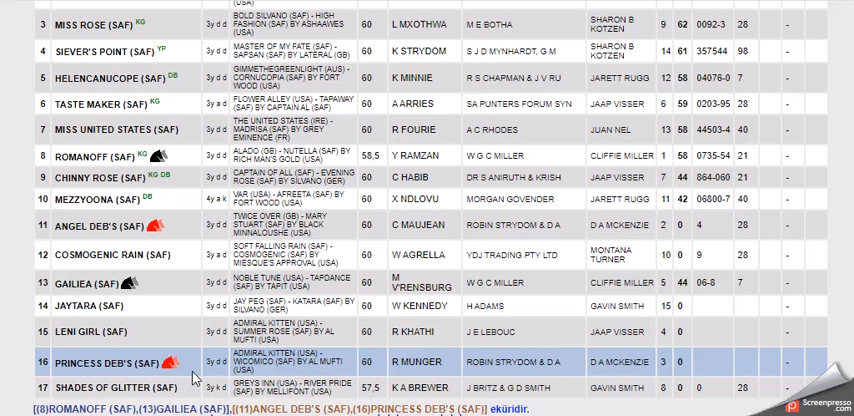 BOLD SILVANO (SAF) - HIGH
3 MISS ROSE (SAF) KG 3y d d FASHION (SAF) BY ASHAAWES 60 L MXOTHWA M E BOTHA SHARON B KOTZEN 9 62 0092-3 28 -
(USA)
4 SIEVER'S POINT (SAF) YP 3y d d MASTER OF MY FATE (SAF) - SAPSAN (SAF) BY LATERAL (GB) 60 K STRYDOM S J D MYNHARDT, G M SHARON B KOTZEN 14 61 357544 98 -
5 HELENCANUCOPE (SAF) DB 3y d d GIMMETHEGREENLIGHT (AUS) - CORNUCOPIA (SAF) BY FORT WOOD (USA) 60 K MINNIE R S CHAPMAN & J V RU JARETT RUGG 12 58 04076-0 7 -
6 TASTE MAKER (SAF) KG 3y a d FLOWER ALLEY (USA) - TAPAWAY (SAF) BY CAPTAIN AL (SAF) 60 A ARRIES SA PUNTERS FORUM SYN JAAP VISSER 6 59 0203-95 28 -
7 MISS UNITED STATES (SAF) 3y d d THE UNITED STATES (IRE) - MADRISA (SAF) BY GREY EMINENCE (FR) 60 R FOURIE A C RHODES JUAN NEL 13 58 44503-4 40 -
8 ROMANOFF (SAF) KG 3y d d ALADO (GB) - NUTELLA (SAF) BY RICH MAN'S GOLD (USA) 58,5 Y RAMZAN W G C MILLER CLIFFIE MILLER 1 58 0735-54 21 -
9 CHINNY ROSE (SAF) KG DB 3y d d CAPTAIN OF ALL (SAF) - EVENING ROSE (SAF) BY SILVANO (GER) 60 C HABIB DR S ANIRUTH & KRISH JAAP VISSER 7 44 864-060 21 -
10 MEZZYOONA (SAF) DB 4y a k VAR (USA) - AFREETA (SAF) BY FORT WOOD (USA) 60 X NDLOVU MORGAN GOVENDER JARETT RUGG 11 42 06800-7 40 -
11 ANGEL DEB'S (SAF) 3y d d TWICE OVER (GB) - MARY STUART (SAF) BY BLACK MINNALOUSHE (USA) 60 C MAUJEAN ROBIN STRYDOM & D A D A MCKENZIE 2 0 4 28 -
12 COSMOGENIC RAIN (SAF) 3y a d SOFT FALLING RAIN (SAF) - COSMOGENIC (SAF) BY MIESQUE'S APPROVAL (USA) 60 W AGRELLA YDJ TRADING PTY LTD MONTANA TURNER 10 0 9 28 -
13 GAILIEA (SAF) 3y d d NOBLE TUNE (USA) - TAPDANCE (SAF) BY TAPIT (USA) 60 M V'RENSBURG W G C MILLER CLIFFIE MILLER 5 44 06-8 7 -
14 JAYTARA (SAF) 3y d d JAY PEG (SAF) - KATARA (SAF) BY SILVANO (GER) 60 W KENNEDY H ADAMS GAVIN SMITH 15 0 -
15 LENI GIRL (SAF) 3y d d ADMIRAL KITTEN (USA) - SUMMER ROSE (SAF) BY AL MUFTI (USA) 60 R KHATHI J E LEBOUC JAAP VISSER 4 0 -
16 PRINCESS DEB'S (SAF) 3y d d ADMIRAL KITTEN (USA) - WICOMICO (SAF) BY AL MUFTI (USA) 60 R MUNGER ROBIN STRYDOM & D A D A MCKENZIE 3 0 -
17 SHADES OF GLITTER (SAF) 3y k d GREYS INN (USA) - RIVER PRIDE (SAF) BY MELLIFONT (USA) 57,5 K A BREWER J BRITZ & G D SMITH GAVIN SMITH 8 0 0 28 -
[(8)ROMANOFF (SAF),(13)GAILIEA (SAF)],[(11)ANGEL DEB'S (SAF),(16)PRINCESS DEB'S (SAF)] eküridir.
Screenpresso